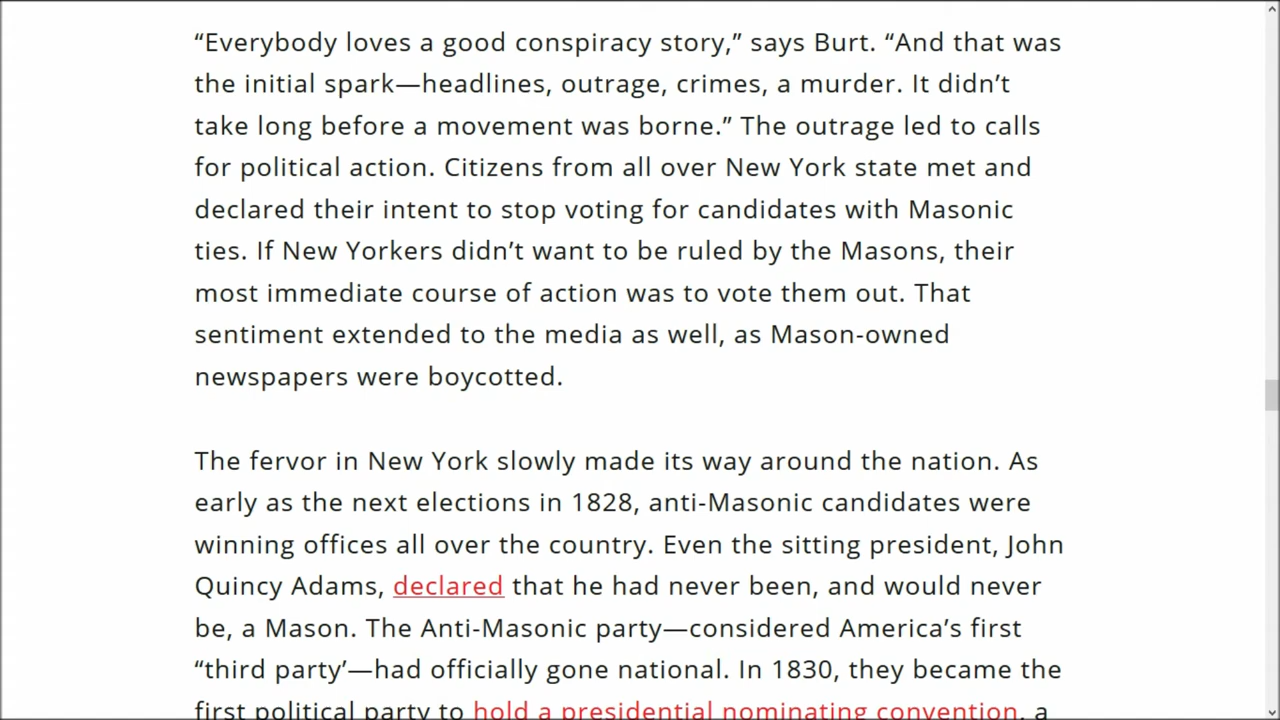 “Everybody loves a good conspiracy story,” says Burt. “And that was
the initial spark—headlines, outrage, crimes, a murder. It didn’t
take long before a movement was borne.” The outrage led to calls
for political action. Citizens from all over New York state met and
declared their intent to stop voting for candidates with Masonic
ties. If New Yorkers didn’t want to be ruled by the Masons, their
most immediate course of action was to vote them out. That
sentiment extended to the media as well, as Mason-owned
newspapers were boycotted.
The fervor in New York slowly made its way around the nation. As
early as the next elections in 1828, anti-Masonic candidates were
winning offices all over the country. Even the sitting president, John
Quincy Adams, declared that he had never been, and would never
be, a Mason. The Anti-Masonic party—considered America’s first
“third party’—had officially gone national. In 1830, they became the
first political party to hold a presidential nominating convention, a